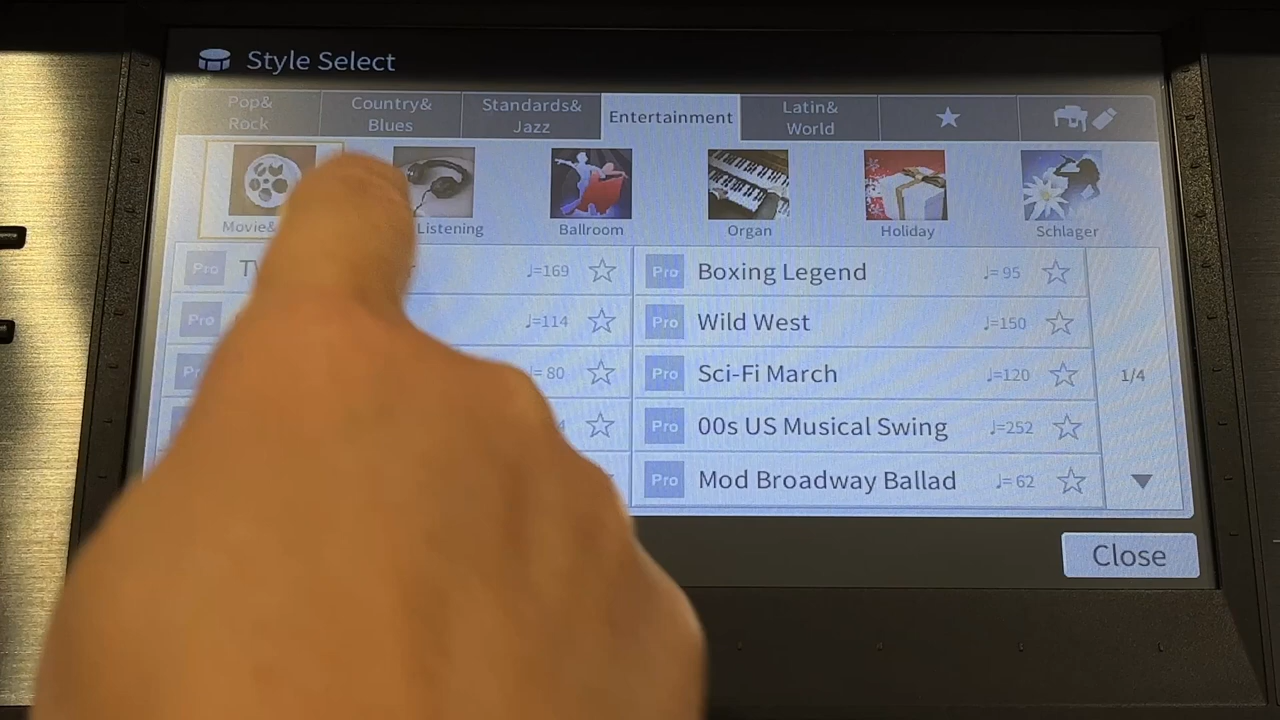 Style Select
Pop&
Rock
Country&
Blues
Standards&
Jazz
Entertainment
Latin&
World
Movie&
Listening
Ballroom
Organ
Holiday
Schlager
Pro
♩=169
Pro
Boxing Legend
♩= 95
Pro
♩=114
Pro
Wild West
♩=150
♩= 80
Pro
Sci-Fi March
♩=120
1/4
Pro
00s US Musical Swing
♩=252
Pro
Mod Broadway Ballad
♩= 62
Close